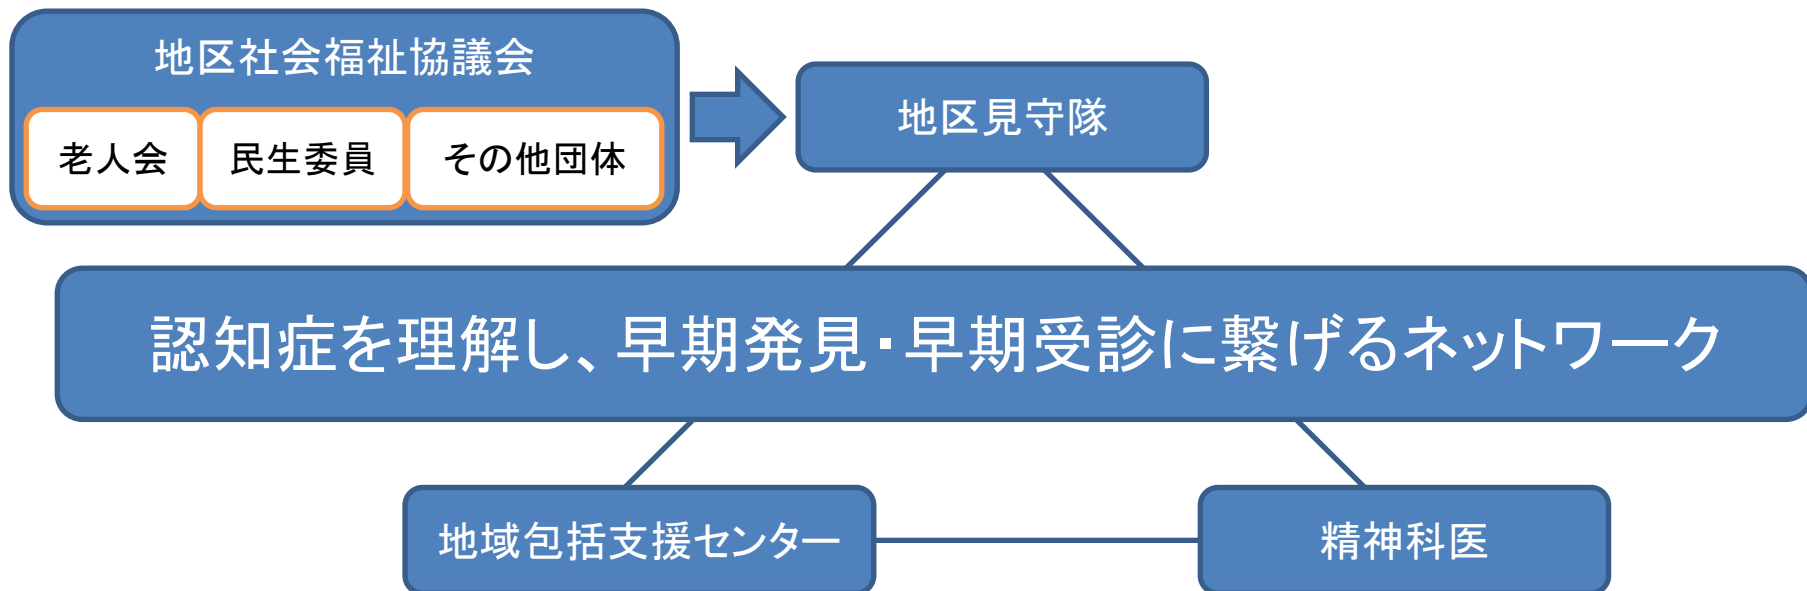 地区社会福祉協議会
老人会
民生委員
その他団体
地区見守隊
認知症を理解し、早期発見・早期受診に繋げるネットワーク
地域包括支援センター
精神科医